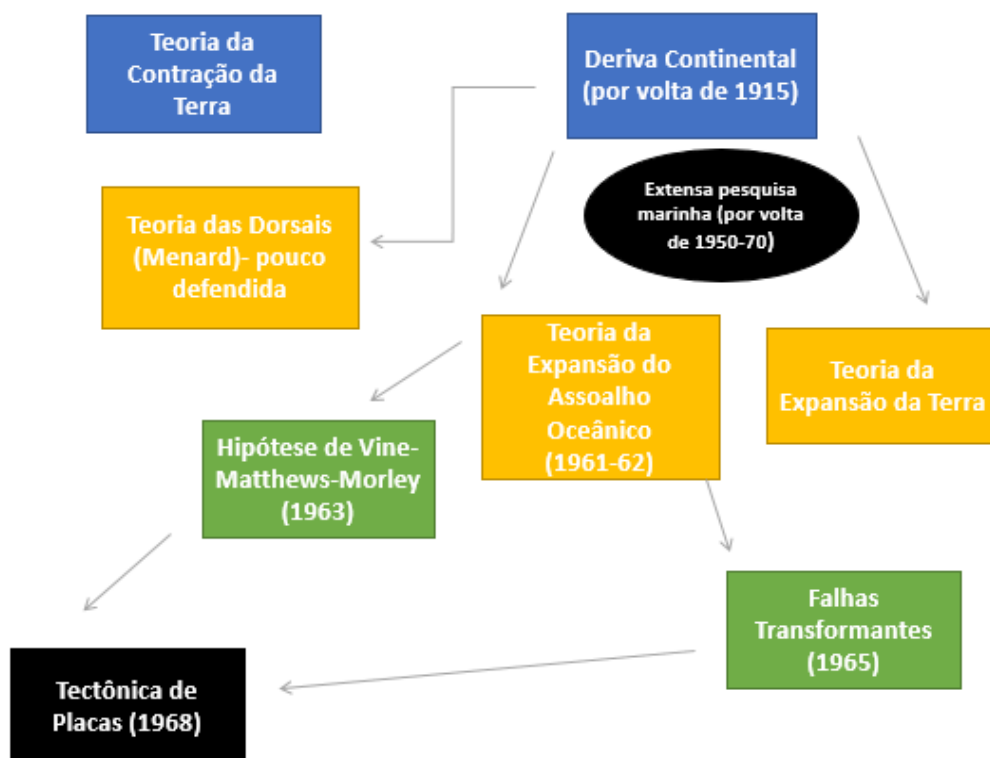 Teoria da
Contração da
Terra
Deriva Continental
(por volta de 1915)
Extensa pesquisa
marinha (por volta
de 1950-70)
Teoria das Dorsais
(Menard)- pouco
defendida
Teoria da
Expansão do
Assoalho
Oceânico
(1961-62)
Teoria da
Expansão da Terra
Hipótese de Vine-
Matthews-Morley
(1963)
Falhas
Transformantes
(1965)
Tectônica de
Placas (1968)